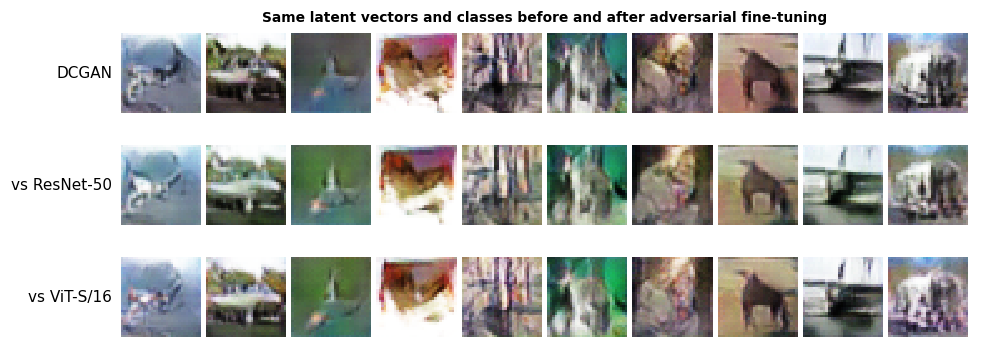 Same latent vectors and classes before and after adversarial fine-tuning
DCGAN
vs ResNet-50
vs ViT-S/16